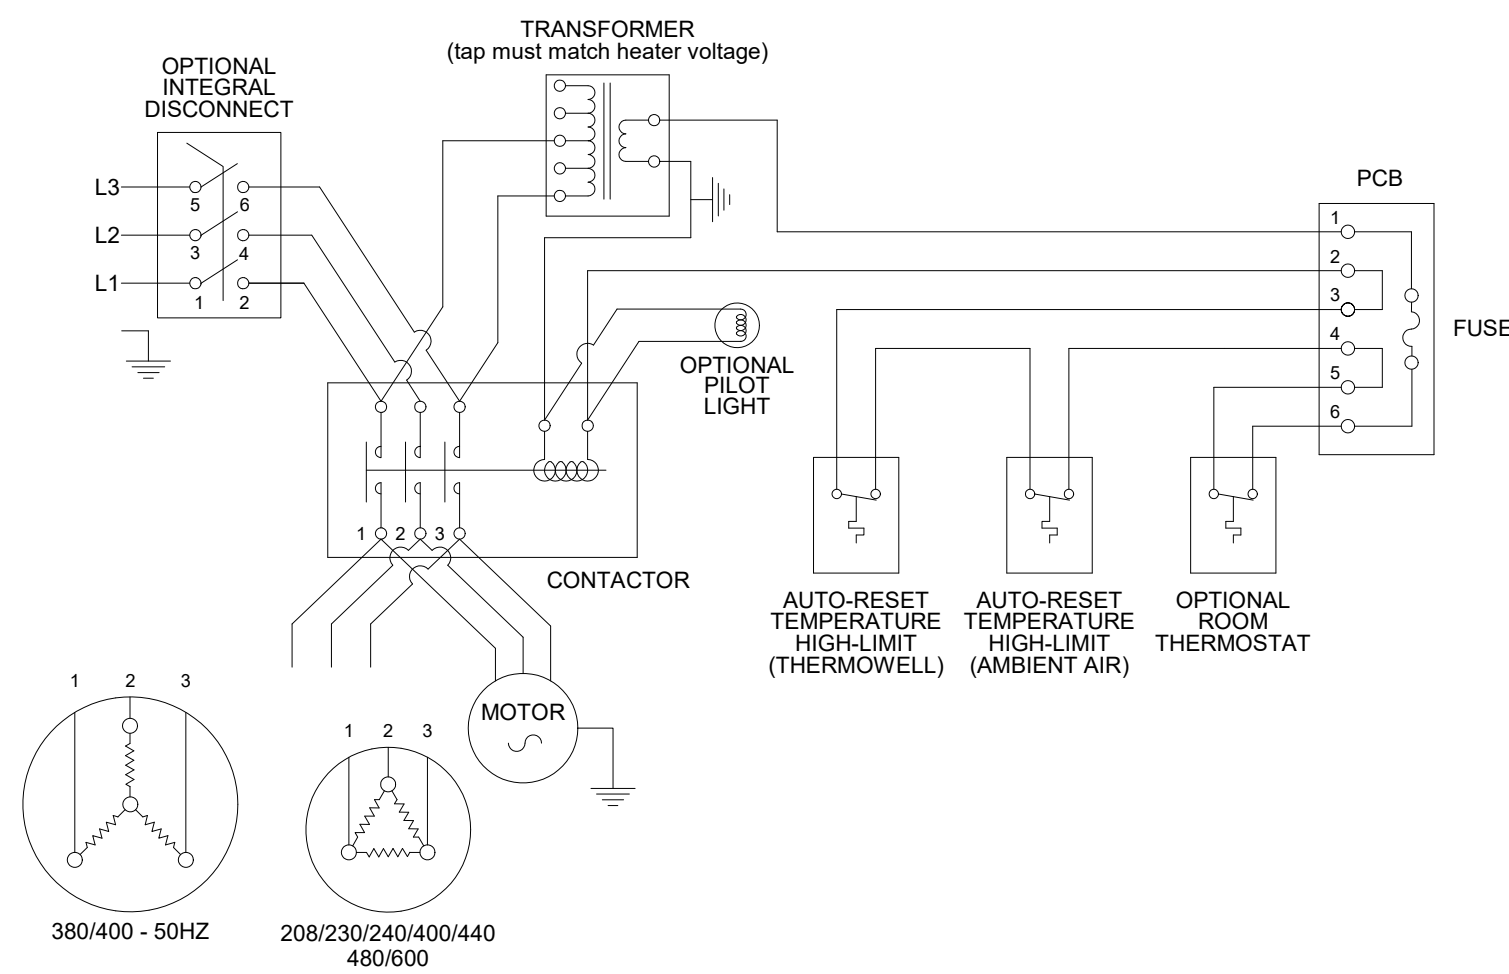 TRANSFORMER
(tap must match heater voltage)
OPTIONAL
INTEGRAL
DISCONNECT
L3
5
6
L2
3
4
L1
1
2
PCB
1
2
3
4
5
6
FUSE
OPTIONAL
PILOT
LIGHT
1
2
3
CONTACTOR
AUTO-RESET
TEMPERATURE
HIGH-LIMIT
(THERMOWELL)
AUTO-RESET
TEMPERATURE
HIGH-LIMIT
(AMBIENT AIR)
OPTIONAL
ROOM
THERMOSTAT
MOTOR
1 2 3
380/400 - 50HZ
1 2 3
208/230/240/400/440
480/600